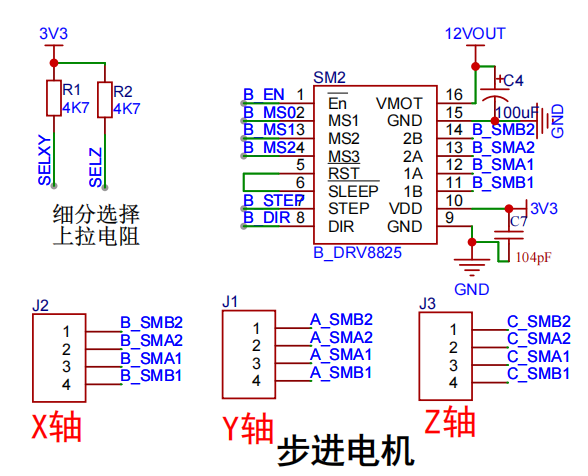 3V3
R1
4K7
R2
4K7
SELXY
SELZ
细分选择
上拉电阻
12VOUT
C4
+
100uF
GND
SM2
B_EN 1 En VMOT 16
B_MS0 2 MS1 GND 15
B_MS1 3 MS2 2B 14 B_SMB2
B_MS2 4 MS3 2A 13 B_SMA2
5 RST 1A 12 B_SMA1
6 SLEEP 1B 11 B_SMB1
B_STEP 7 STEP VDD 10 3V3
B_DIR 8 DIR GND 9
B_DRV8825
C7
104pF
GND
J2
1 B_SMB2
2 B_SMA2
3 B_SMA1
4 B_SMB1
X轴
J1
1 A_SMB2
2 A_SMA2
3 A_SMA1
4 A_SMB1
Y轴
J3
1 C_SMB2
2 C_SMA2
3 C_SMA1
4 C_SMB1
Z轴
步进电机